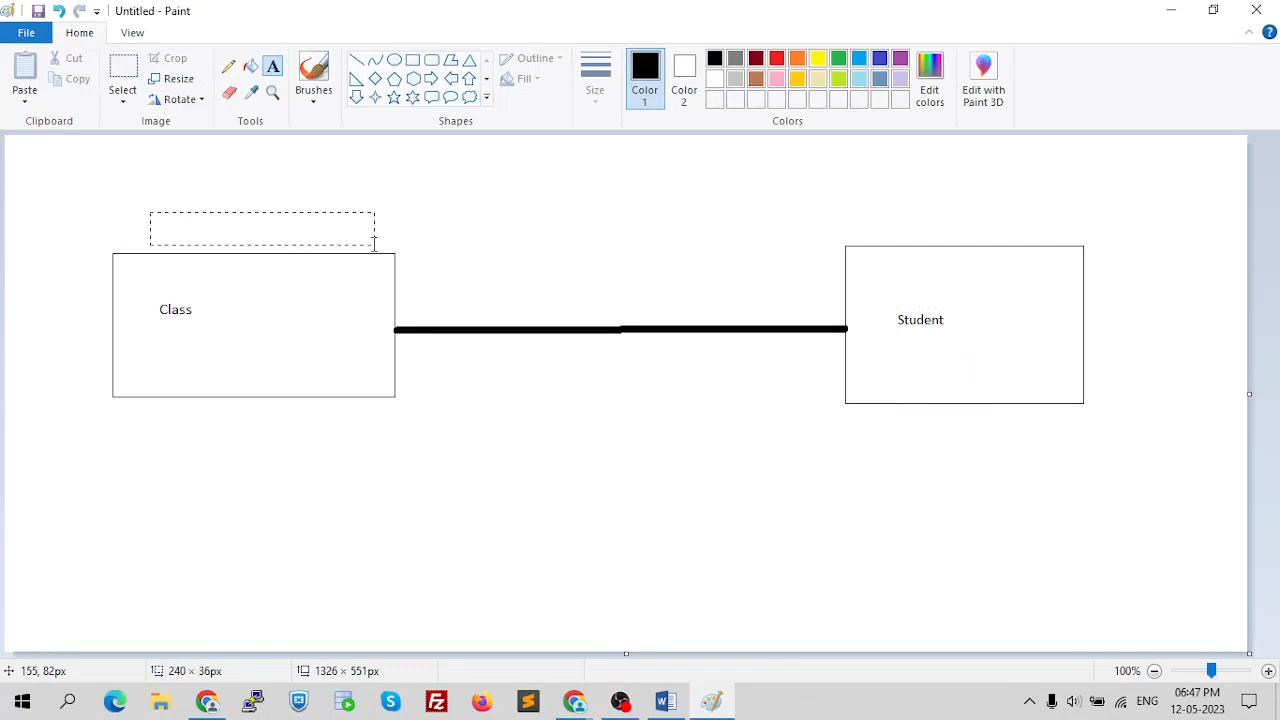 Untitled - Paint
File
Home
View
Paste
Cut
Copy
Clipboard
Select
Crop
Resize
Rotate
Image
A
Tools
Brushes
Outline
Fill
Shapes
Size
Color 1
Color 2
Edit colors
Colors
Edit with Paint 3D
Class
Student
155, 82px
240 × 36px
1326 × 551px
100%
ENG
06:47 PM
12-05-2023